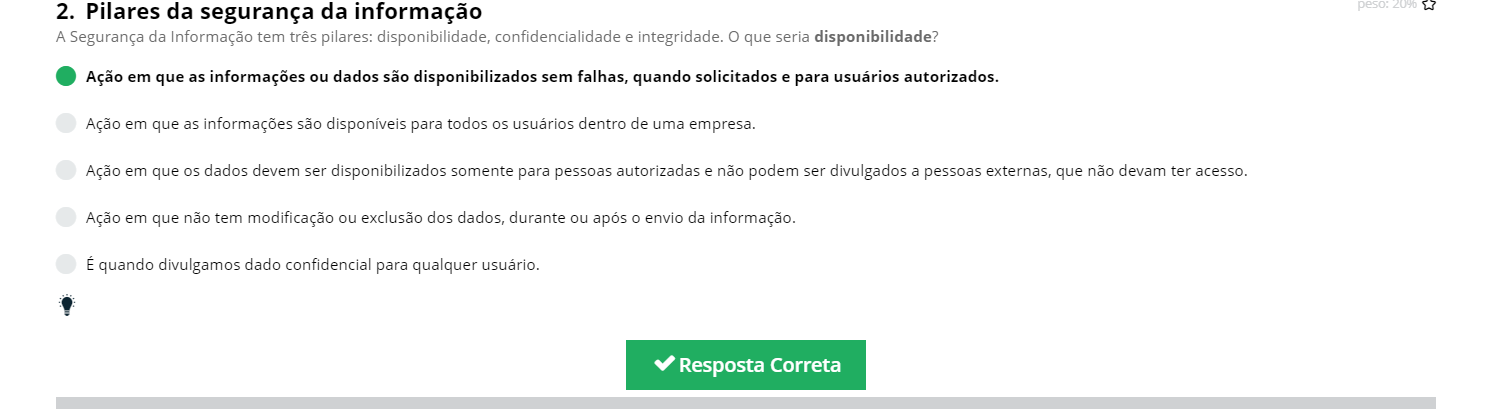 2. Pilares da segurança da informação
peso: 20%
A Segurança da Informação tem três pilares: disponibilidade, confidencialidade e integridade. O que seria disponibilidade?
Ação em que as informações ou dados são disponibilizados sem falhas, quando solicitados e para usuários autorizados.
Ação em que as informações são disponíveis para todos os usuários dentro de uma empresa.
Ação em que os dados devem ser disponibilizados somente para pessoas autorizadas e não podem ser divulgados a pessoas externas, que não devam ter acesso.
Ação em que não tem modificação ou exclusão dos dados, durante ou após o envio da informação.
É quando divulgamos dado confidencial para qualquer usuário.
Resposta Correta